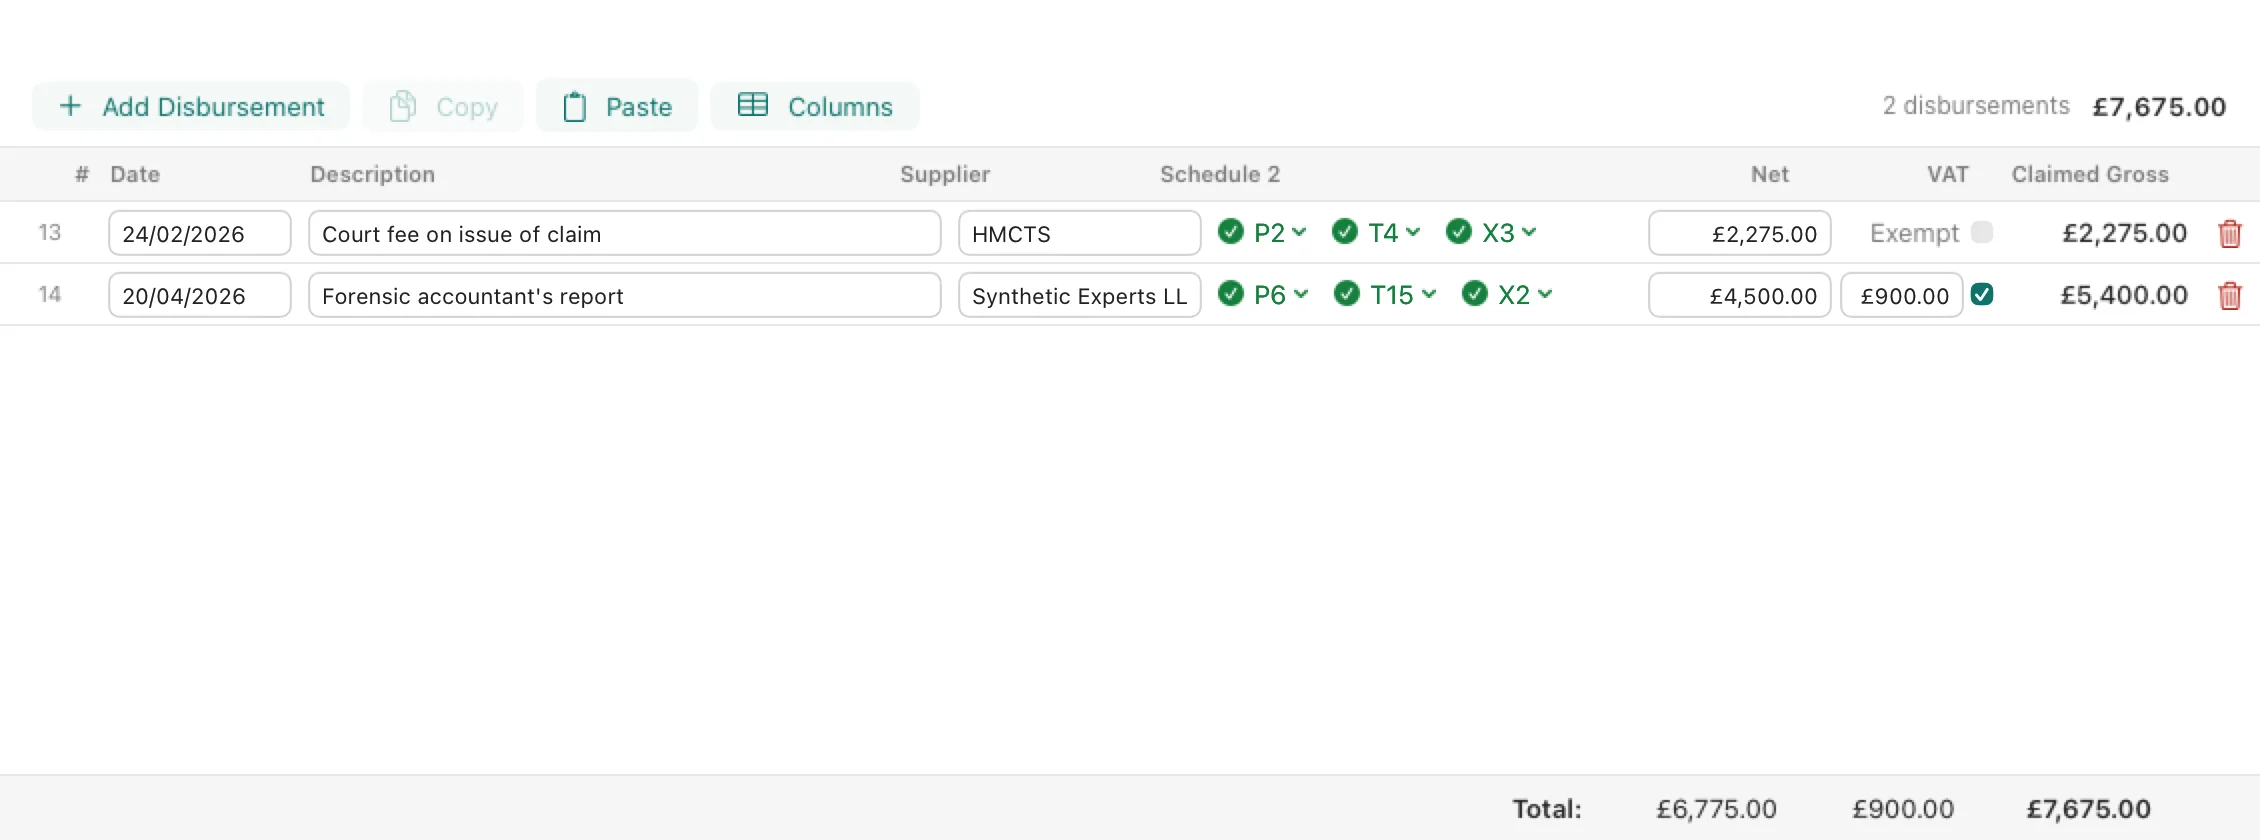 + Add Disbursement Copy Paste Columns 2 disbursements £7,675.00
# Date Description Supplier Schedule 2 Net VAT Claimed Gross
13 24/02/2026 Court fee on issue of claim HMCTS P2 T4 X3 £2,275.00 Exempt £2,275.00
14 20/04/2026 Forensic accountant's report Synthetic Experts LL P6 T15 X2 £4,500.00 £900.00 £5,400.00
Total: £6,775.00 £900.00 £7,675.00